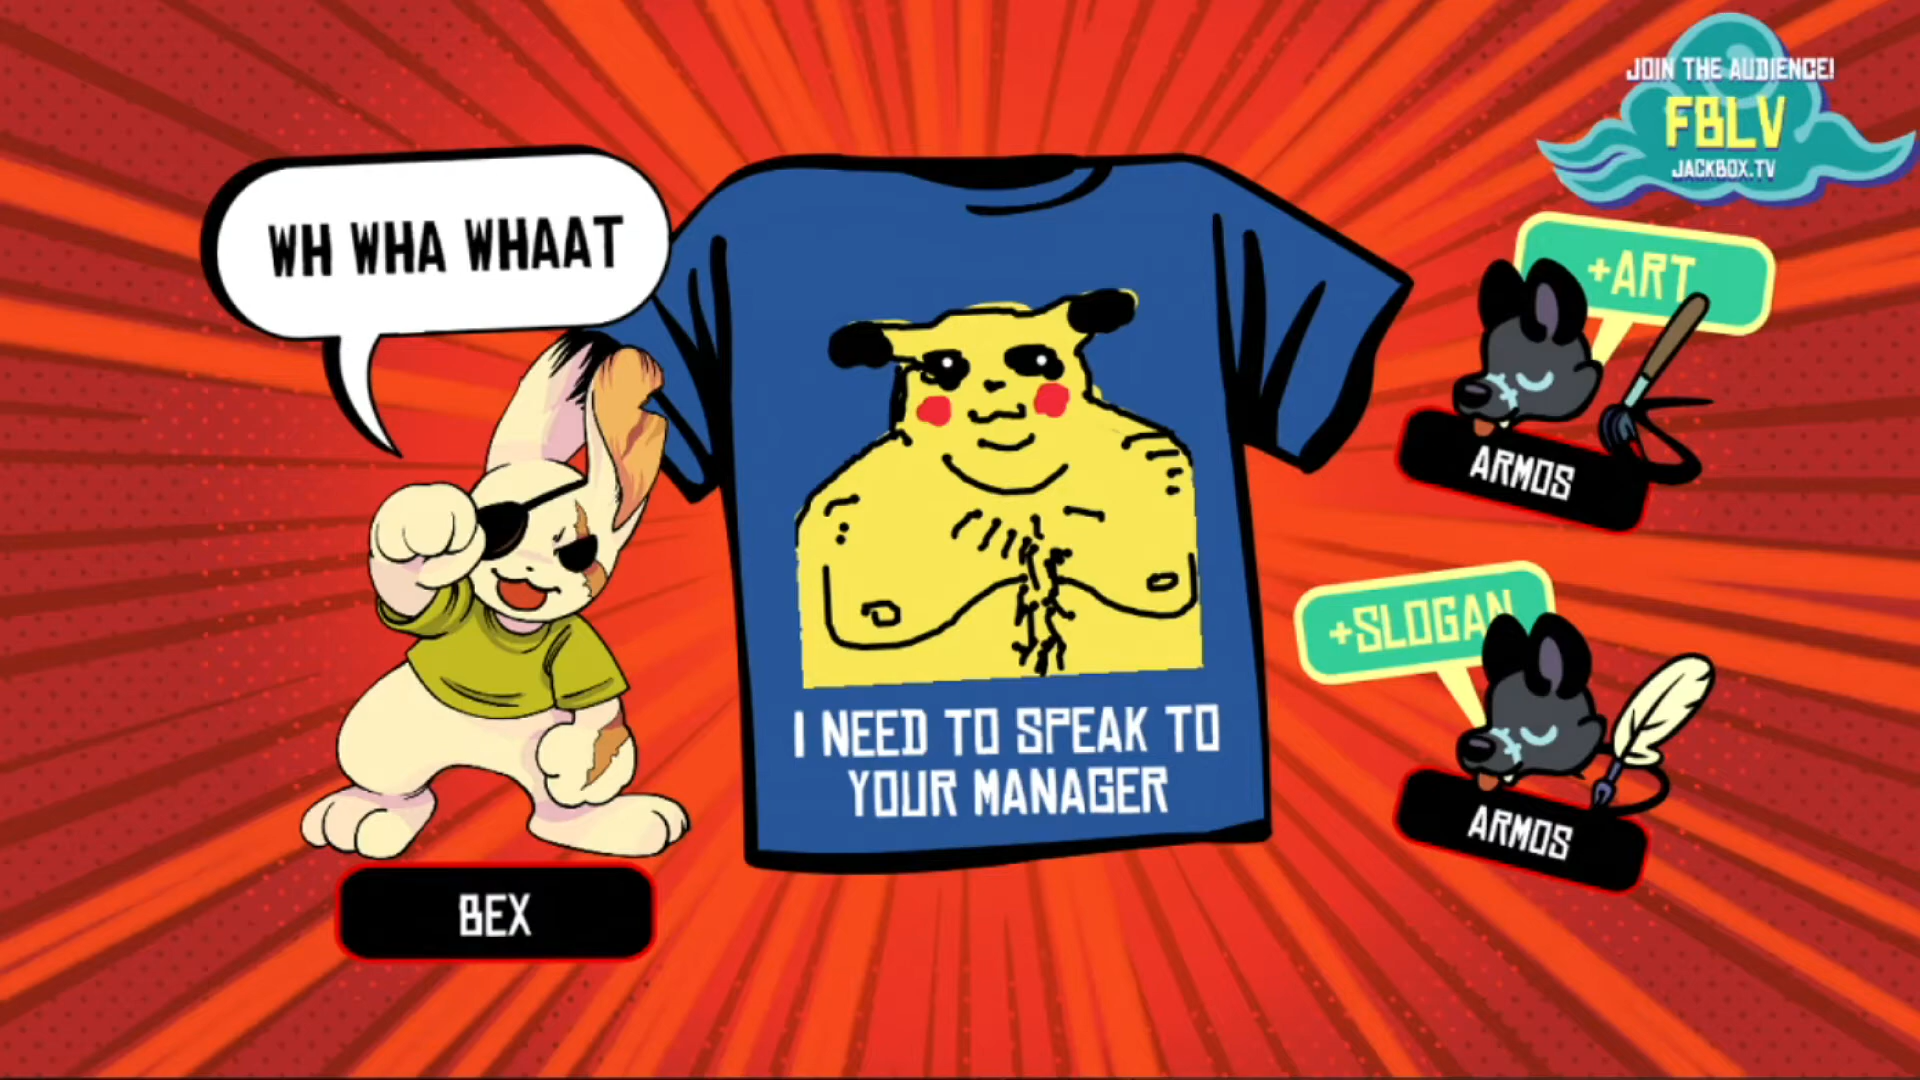 JOIN THE AUDIENCE!
FBLV
JACKBOX.TV
WH WHA WHAAT
+ART
ARMOS
I NEED TO SPEAK TO
YOUR MANAGER
+SLOGAN
ARMOS
BEX